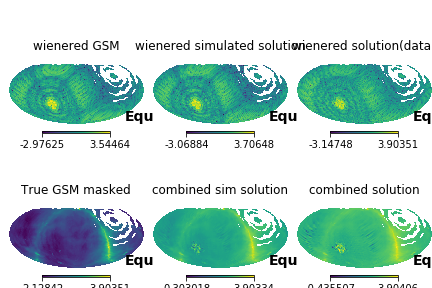 wienered GSM wienered simulated solution wienered solution(data
Equ Equ Equ
-2.97625 3.54464 -3.06884 3.70648 -3.14748 3.90351
True GSM masked combined sim solution combined solution
Equ Equ Equ
3.90351 3.90334 3.90406